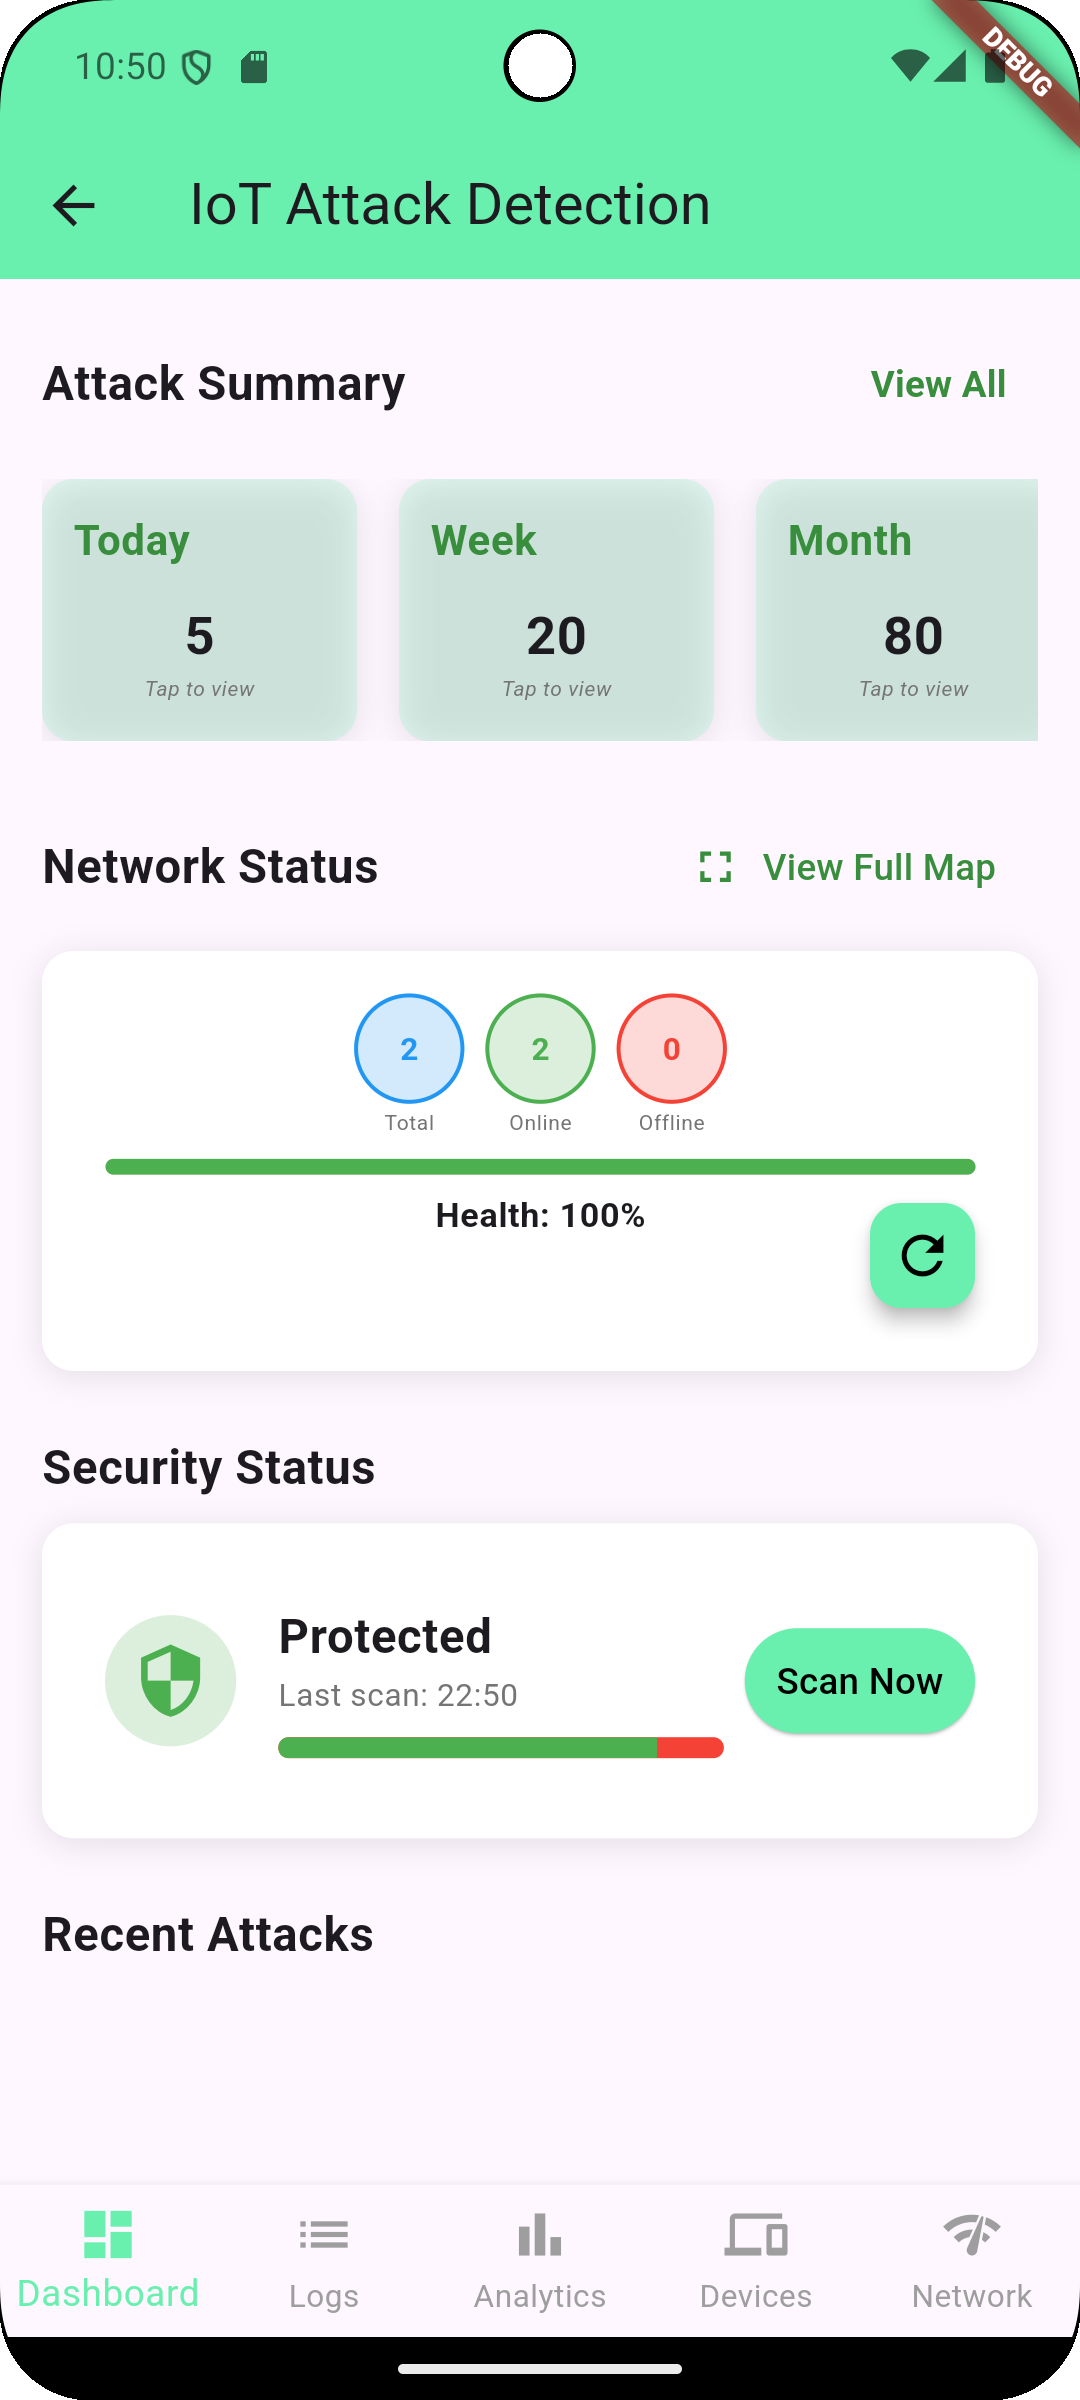 10:50
DEBUG
IoT Attack Detection
Attack Summary
View All
Today
Week
Month
5
20
80
Tap to view
Tap to view
Tap to view
Network Status
View Full Map
2
2
0
Total
Online
Offline
Health: 100%
Security Status
Protected
Last scan: 22:50
Scan Now
Recent Attacks
Dashboard
Logs
Analytics
Devices
Network